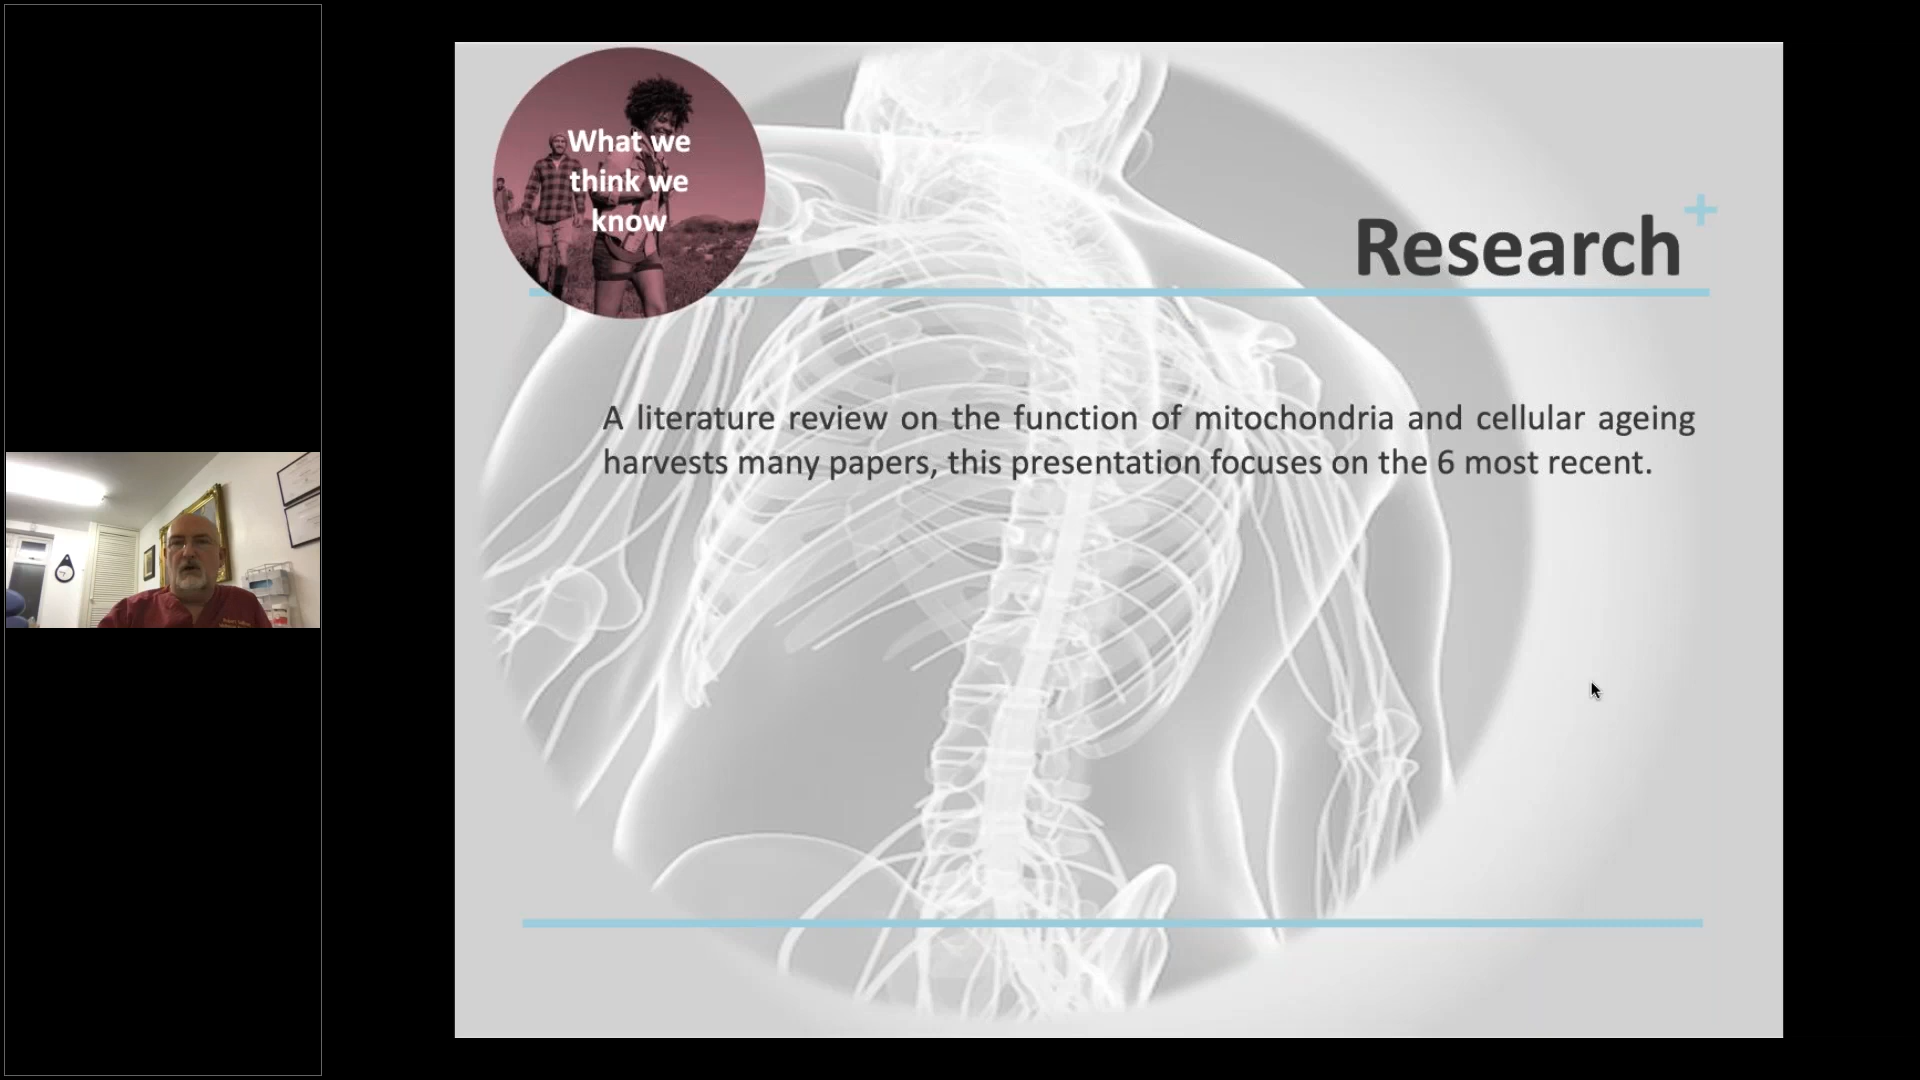 What we
think we
know
Research
+
A literature review on the function of mitochondria and cellular ageing
harvests many papers, this presentation focuses on the 6 most recent.